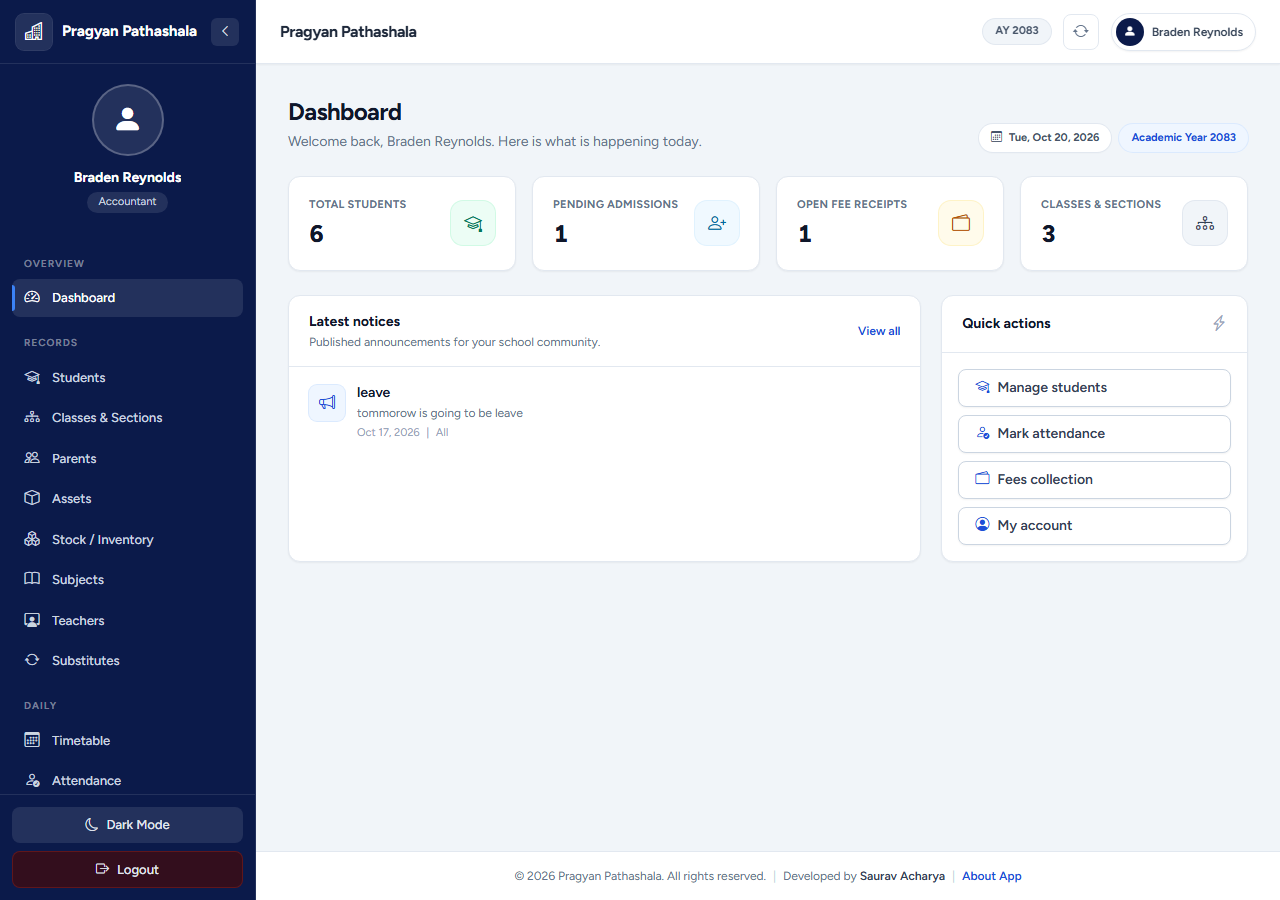 Pragyan Pathashala
Braden Reynolds
Accountant
OVERVIEW
Dashboard
RECORDS
Students
Classes & Sections
Parents
Assets
Stock / Inventory
Subjects
Teachers
Substitutes
DAILY
Timetable
Attendance
Dark Mode
Logout
Pragyan Pathashala
AY 2083
Braden Reynolds
Dashboard
Welcome back, Braden Reynolds. Here is what is happening today.
Tue, Oct 20, 2026
Academic Year 2083
TOTAL STUDENTS
6
PENDING ADMISSIONS
1
OPEN FEE RECEIPTS
1
CLASSES & SECTIONS
3
Latest notices
Published announcements for your school community.
View all
leave
tommorow is going to be leave
Oct 17, 2026 | All
Quick actions
Manage students
Mark attendance
Fees collection
My account
© 2026 Pragyan Pathashala. All rights reserved. | Developed by Saurav Acharya | About App